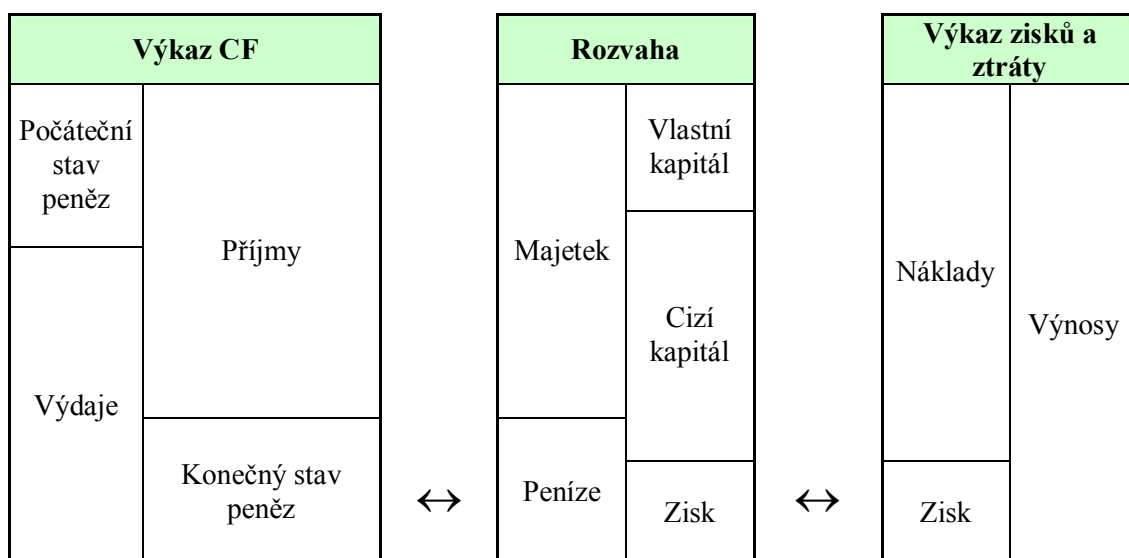 Výkaz CF
Počáteční
stav
peněz
Výdaje
Příjmy
Konečný stav
peněz
↔
Rozvaha
Majetek
Peníze
Vlastní
kapitál
Cizí
kapitál
Zisk
↔
Výkaz zisků a
ztráty
Náklady
Zisk
Výnosy